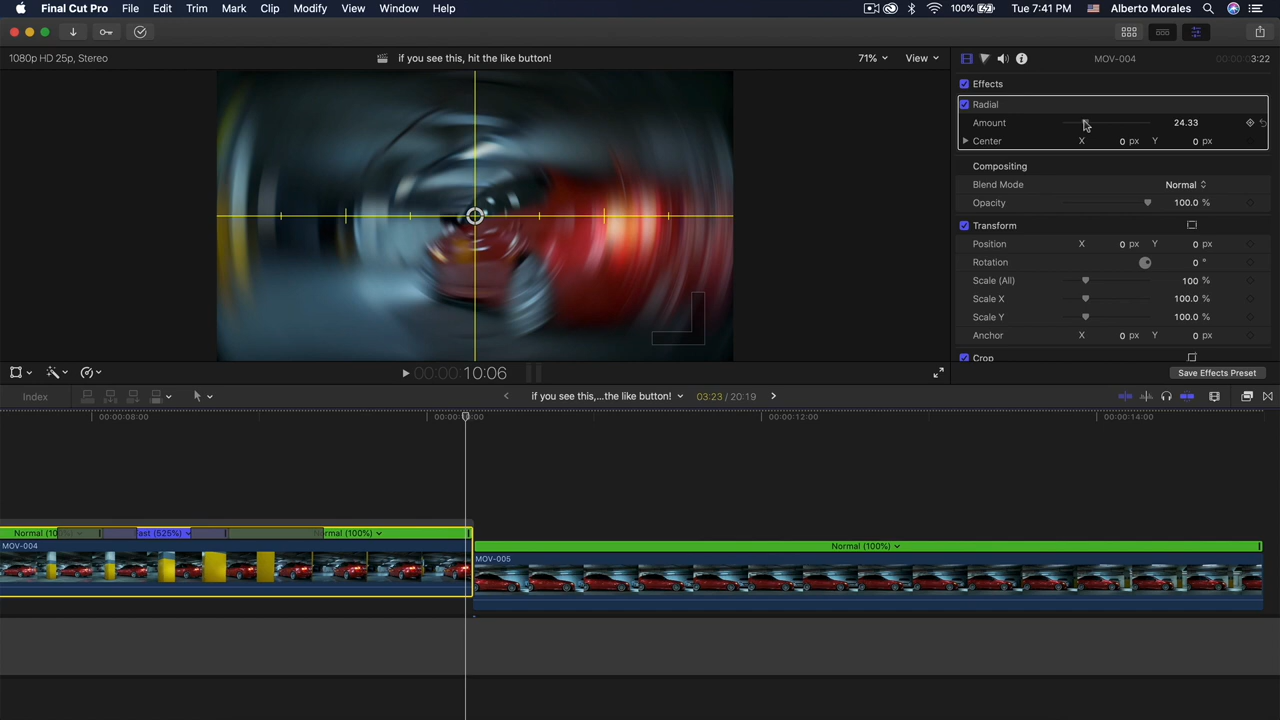 Final Cut Pro File Edit Trim Mark Clip Modify View Window Help 100% Tue 7:41 PM Alberto Morales
1080p HD 25p, Stereo if you see this, hit the like button! 71% View MOV-004 3:22
Effects
Radial
Amount 24.33
Center X 0 px Y 0 px
Compositing
Blend Mode Normal
Opacity 100.0 %
Transform
Position X 0 px Y 0 px
Rotation 0 °
Scale (All) 100 %
Scale X 100.0 %
Scale Y 100.0 %
Anchor X 0 px Y 0 px
Crop
00:00:00:10:06 Save Effects Preset
Index if you see this,...the like button! 03:23 / 20:19
00:00:08:00 00:00:12:00 00:00:14:00
Normal (10 ast (525%) rmal (100%)
MOV-004 Normal (100%)
MOV-005